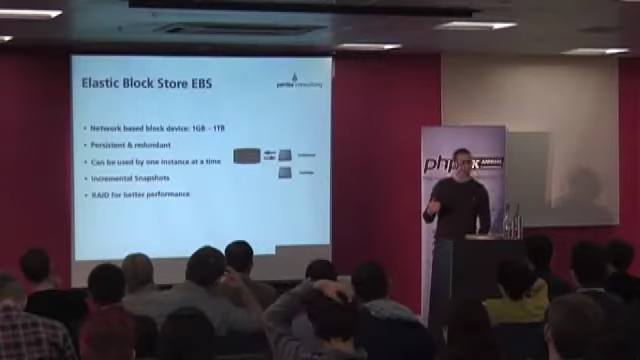 Elastic Block Store EBS
• Network based block device: 1GB - 1TB
• Persistent & redundant
• Can be used by one instance at a time
• Incremental Snapshots
• RAID for better performance
php